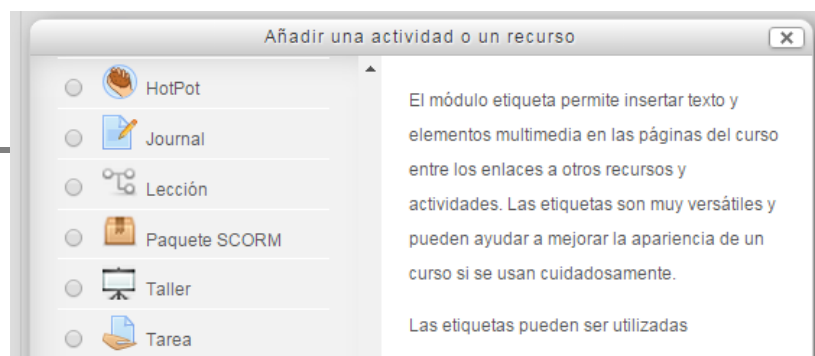 Añadir una actividad o un recurso
HotPot
Journal
Lección
Paquete SCORM
Taller
Tarea
El módulo etiqueta permite insertar texto y
elementos multimedia en las páginas del curso
entre los enlaces a otros recursos y
actividades. Las etiquetas son muy versátiles y
pueden ayudar a mejorar la apariencia de un
curso si se usan cuidadosamente.
Las etiquetas pueden ser utilizadas